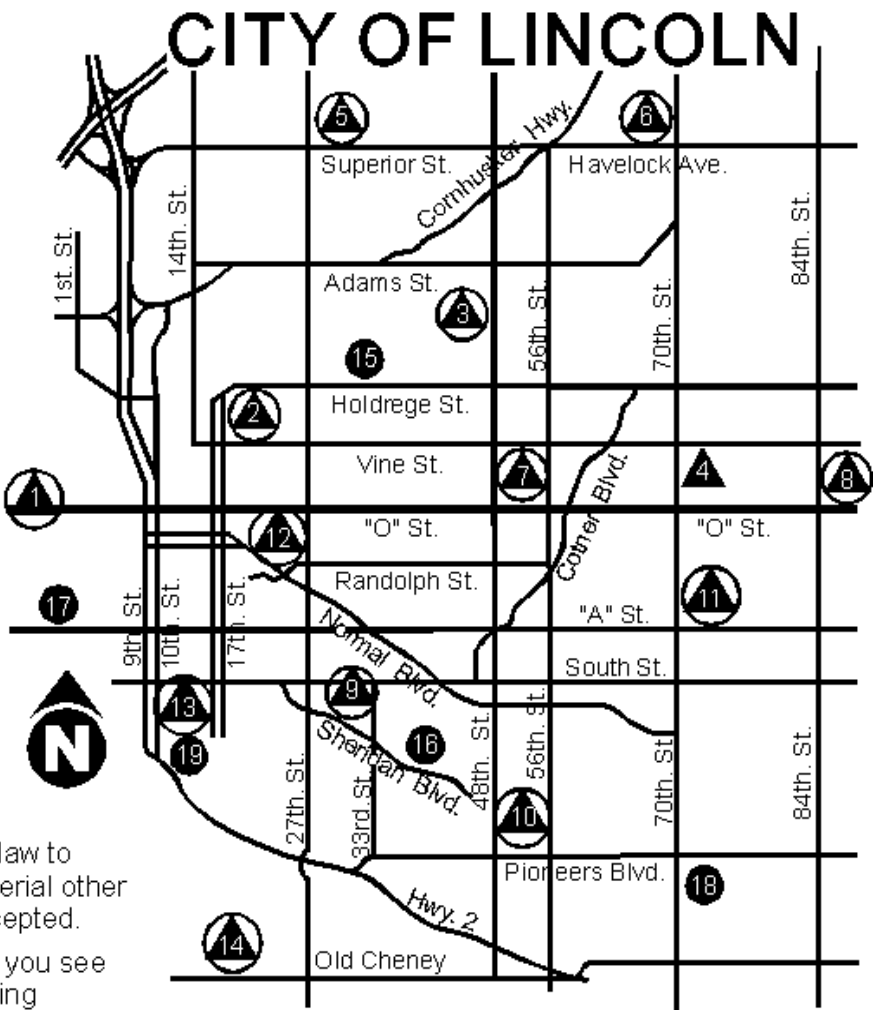 CITY OF LINCOLN
5
6
Superior St.
Cornhusker Hwy.
Havelock Ave.
1st. St.
14th. St.
84th. St.
Adams St.
3
56th. St.
70th. St.
15
2
Holdrege St.
Vine St.
7
Cotner Blvd.
4
8
1
12
"O" St.
"O" St.
Randolph St.
17
9th. St.
10th. St.
17th. St.
11
"A" St.
Normal Blvd.
South St.
13
9
N
19
Sheridan Blvd.
16
27th. St.
33rd. St.
48th. St.
56th. St.
70th. St.
84th. St.
10
Pioneers Blvd.
18
law to
erial other
cepted.
Hwy. 2
14
Old Cheney
you see
ing